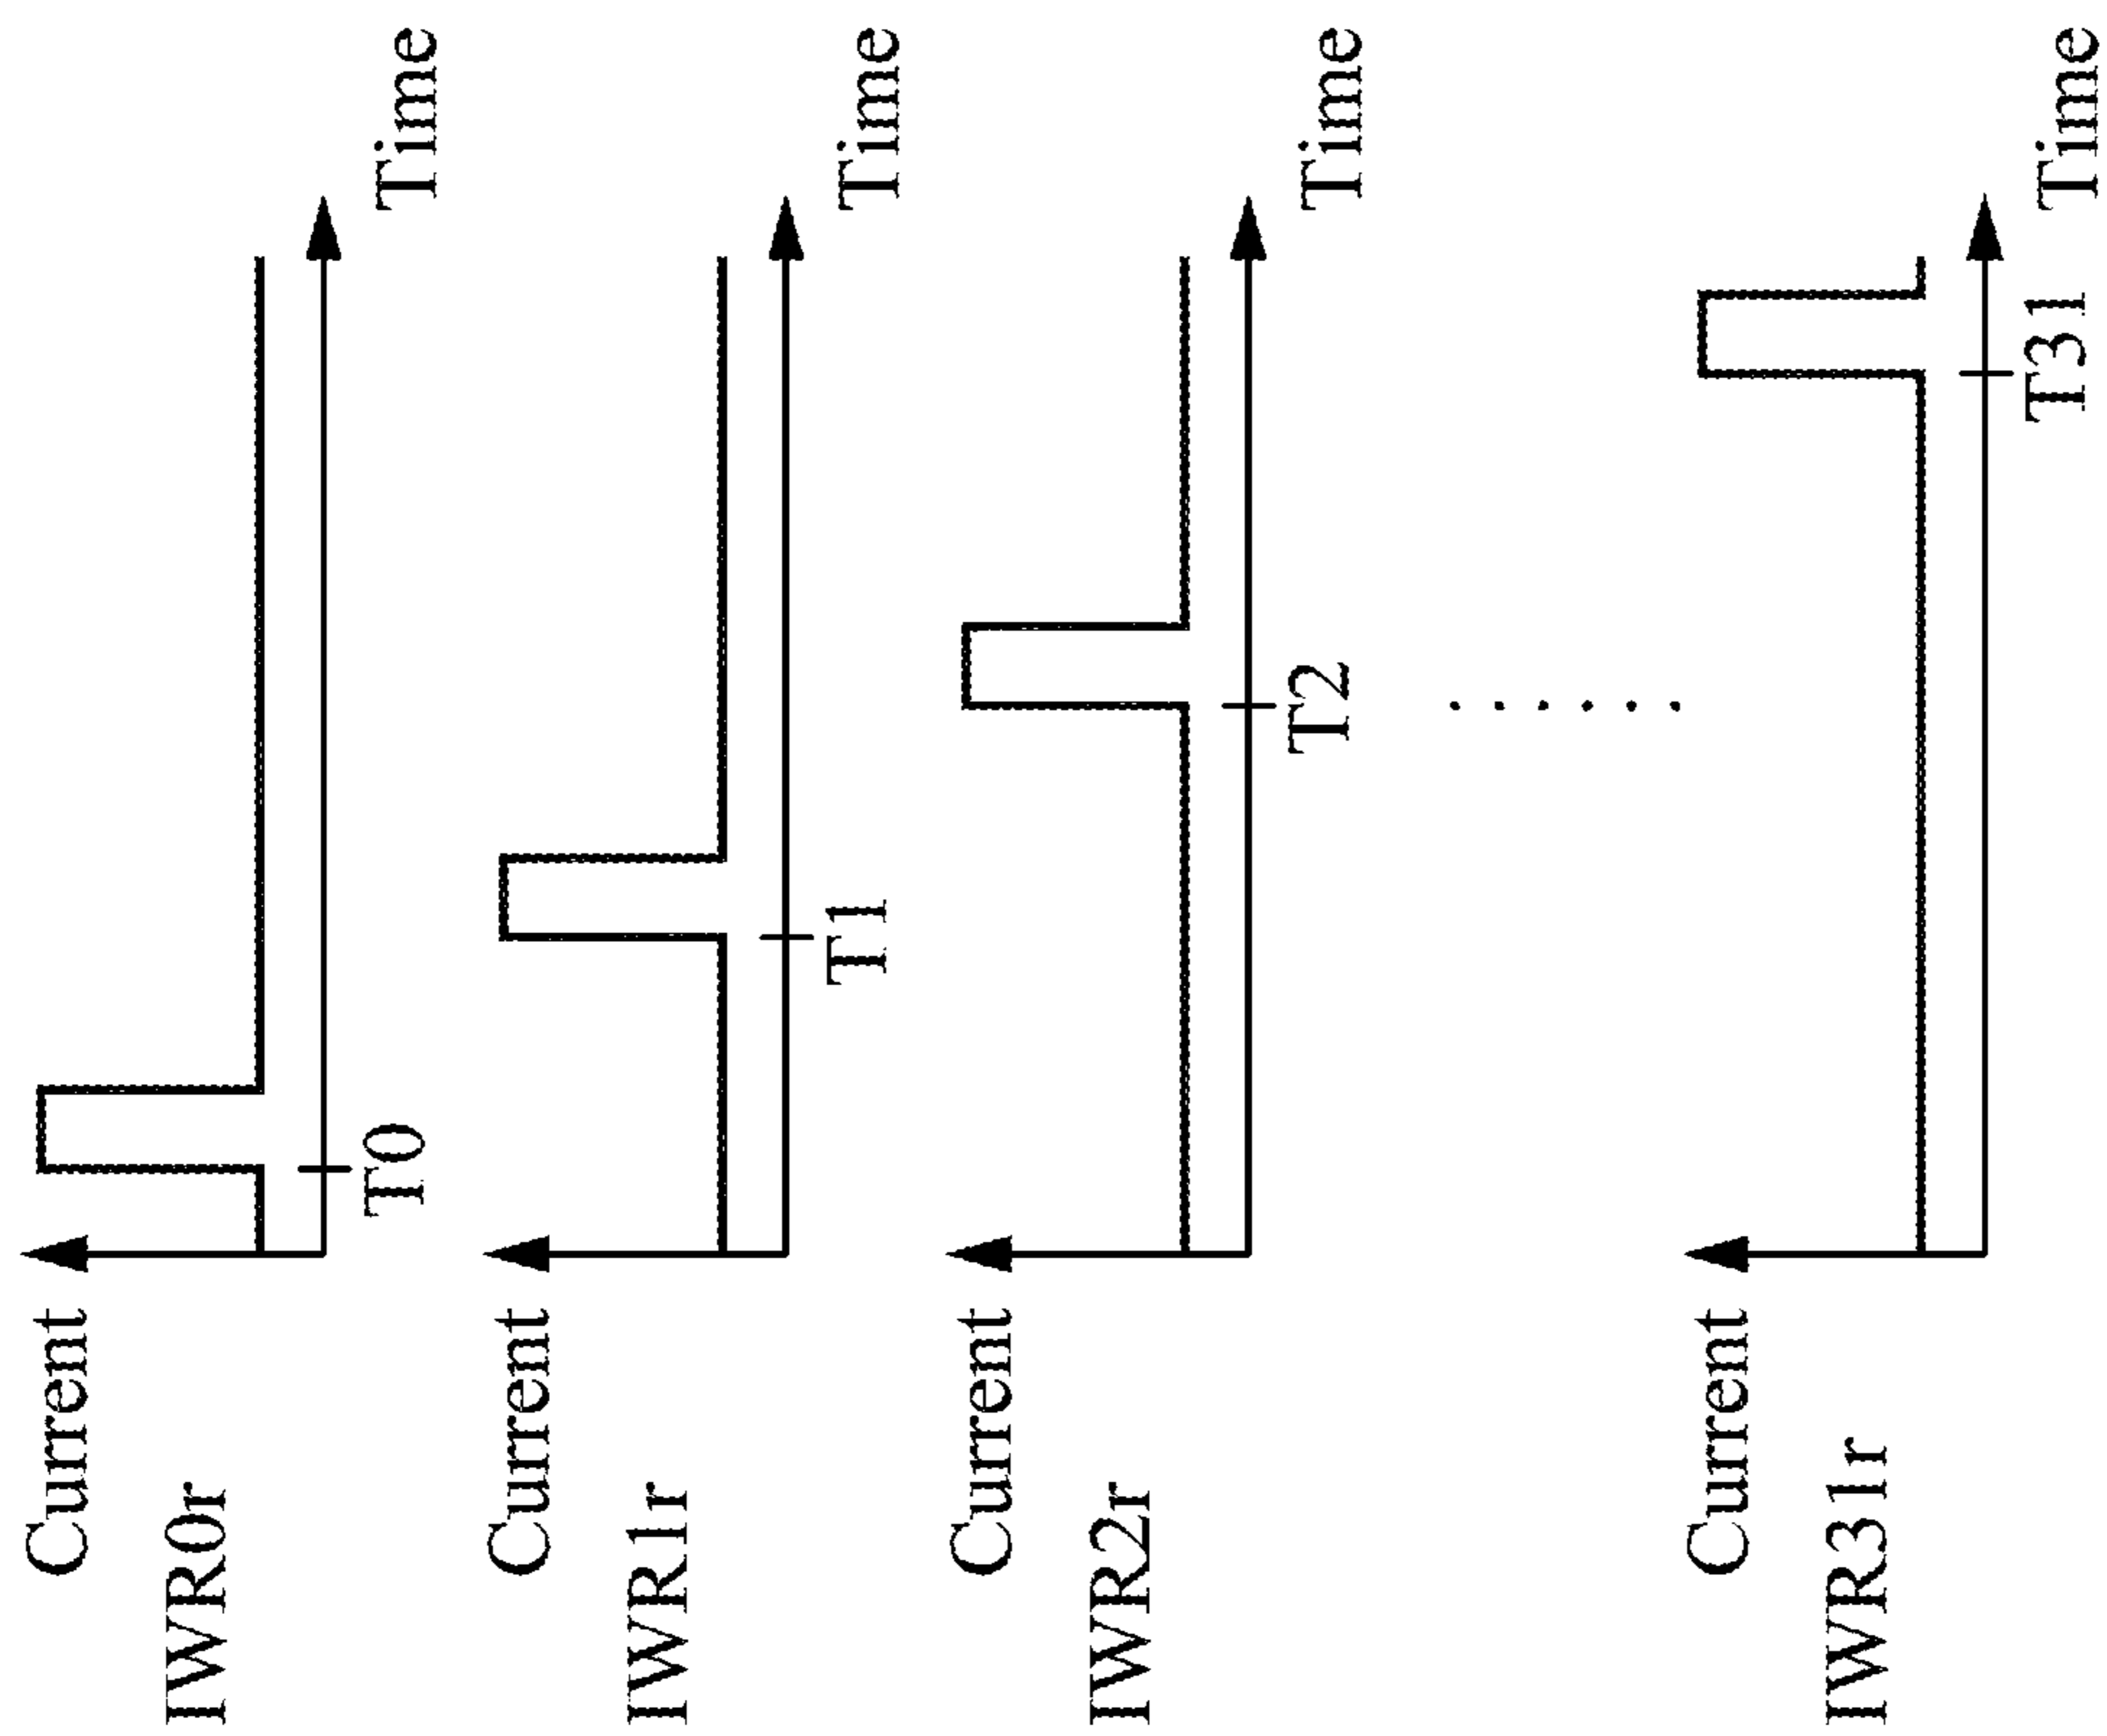 Current
IWR0r
T0
Time
Current
IWR1r
T1
Time
Current
IWR2r
T2
Time
......
Current
IWR31r
T31
Time